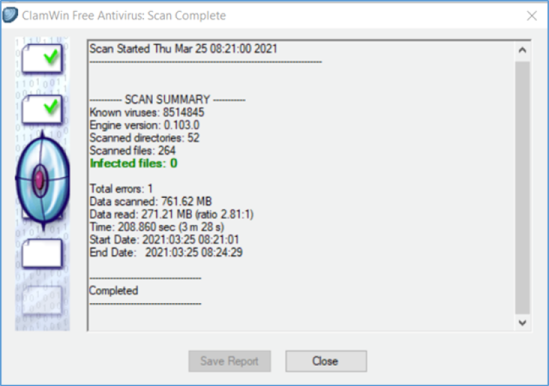 ClamWin Free Antivirus: Scan Complete
Scan Started Thu Mar 25 08:21:00 2021
--------------------------------------------------------------------------------
----------- SCAN SUMMARY -----------
Known viruses: 8514845
Engine version: 0.103.0
Scanned directories: 52
Scanned files: 264
Infected files: 0
Total errors: 1
Data scanned: 761.62 MB
Data read: 271.21 MB (ratio 2.81:1)
Time: 208.860 sec (3 m 28 s)
Start Date: 2021:03:25 08:21:01
End Date:   2021:03:25 08:24:29
--------------------------------------
Completed
--------------------------------------
Save Report
Close